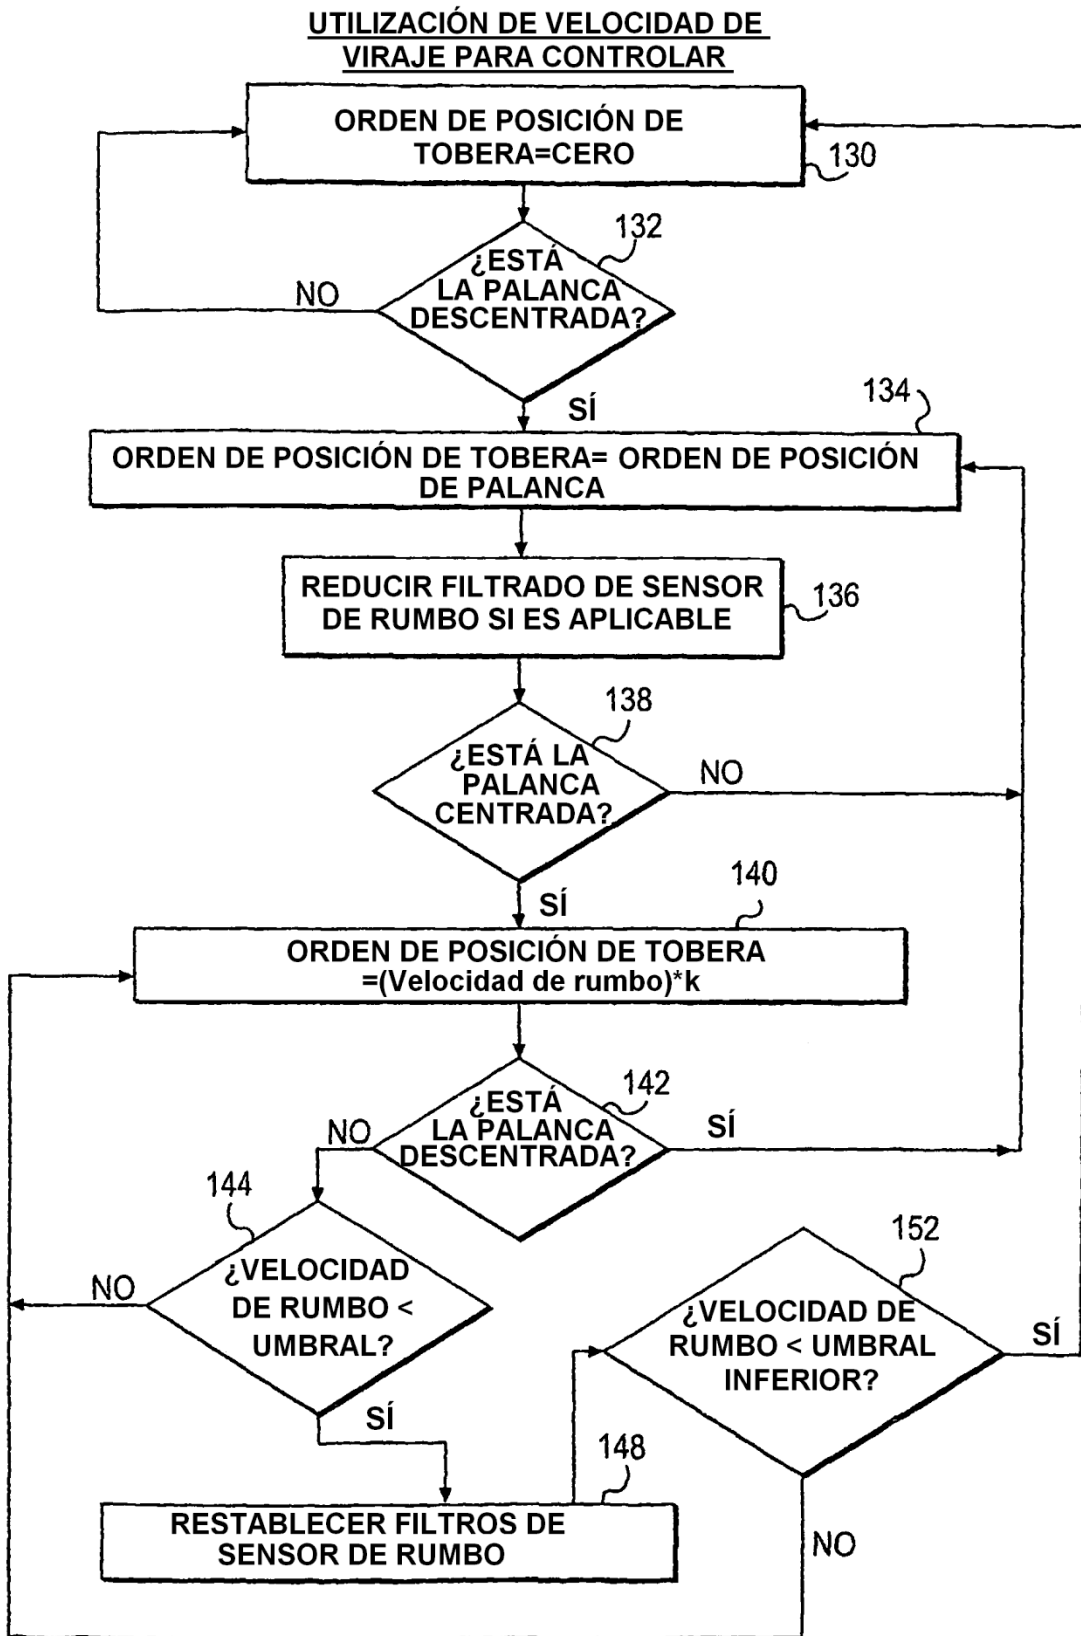 UTILIZACIÓN DE VELOCIDAD DE
VIRAJE PARA CONTROLAR
ORDEN DE POSICIÓN DE
TOBERA=CERO
130
132
¿ESTÁ
LA PALANCA
DESCENTRADA?
NO
SÍ
134
ORDEN DE POSICIÓN DE TOBERA= ORDEN DE POSICIÓN
DE PALANCA
REDUCIR FILTRADO DE SENSOR
DE RUMBO SI ES APLICABLE
136
138
¿ESTÁ LA
PALANCA
CENTRADA?
NO
SÍ
140
ORDEN DE POSICIÓN DE TOBERA
=(Velocidad de rumbo)*k
142
¿ESTÁ
LA PALANCA
DESCENTRADA?
NO
SÍ
144
¿VELOCIDAD
DE RUMBO <
UMBRAL?
NO
SÍ
152
¿VELOCIDAD DE
RUMBO < UMBRAL
INFERIOR?
SÍ
NO
148
RESTABLECER FILTROS DE
SENSOR DE RUMBO